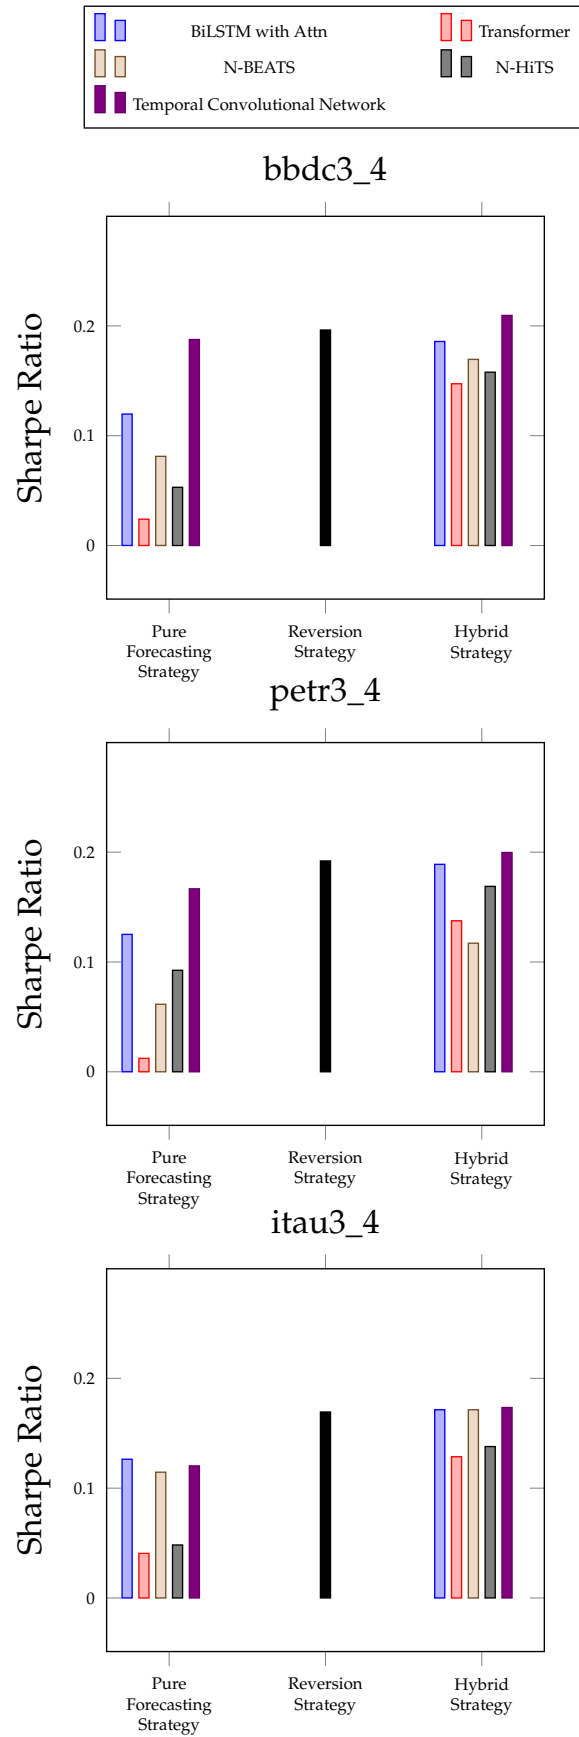 BiLSTM with Attn
Transformer
N-BEATS
N-HiTS
Temporal Convolutional Network
bbdc3_4
Sharpe Ratio
0.2
0.1
0
Pure
Forecasting
Strategy
Reversion
Strategy
Hybrid
Strategy
petr3_4
Sharpe Ratio
0.2
0.1
0
Pure
Forecasting
Strategy
Reversion
Strategy
Hybrid
Strategy
itau3_4
Sharpe Ratio
0.2
0.1
0
Pure
Forecasting
Strategy
Reversion
Strategy
Hybrid
Strategy